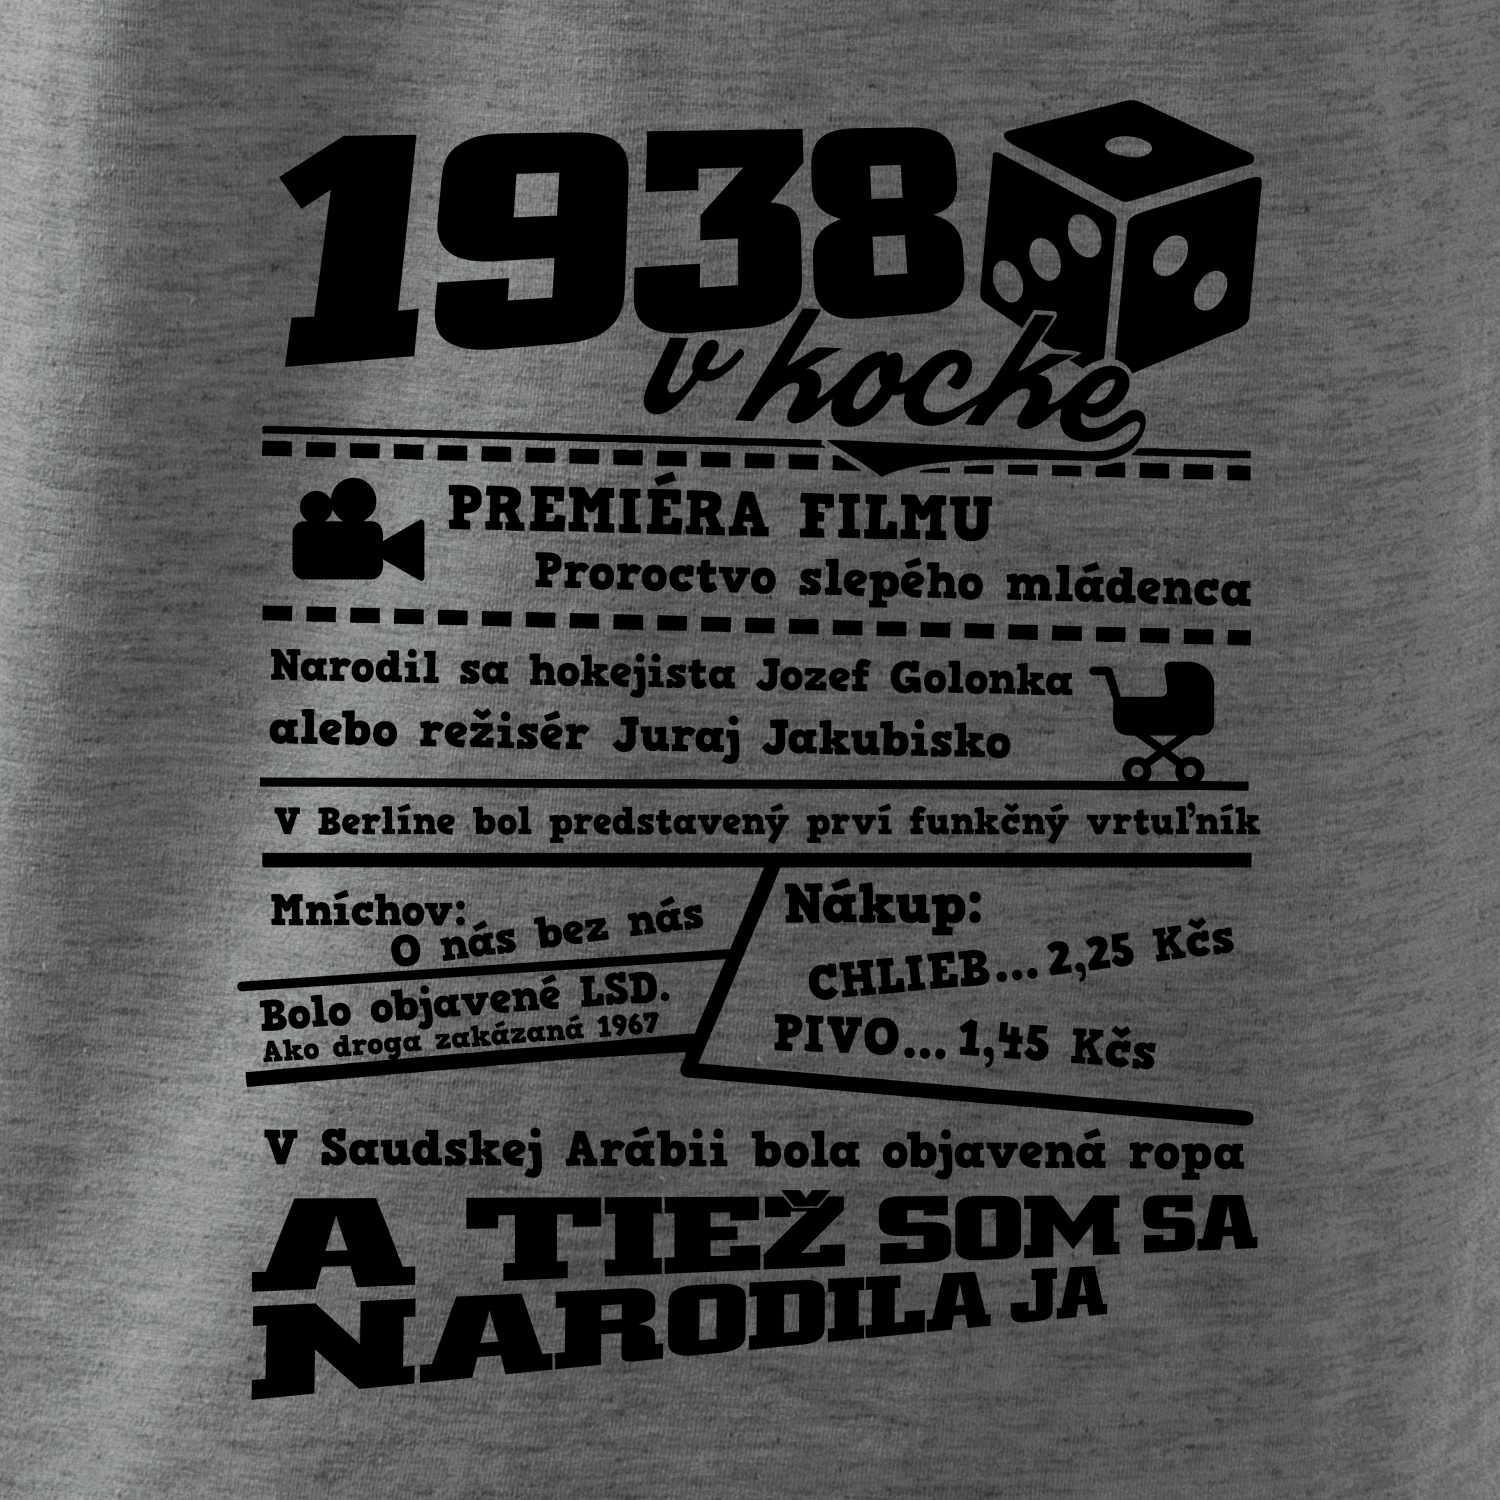 1938
v kocke
PREMIÉRA FILMU
Proroctvo slepého mládenca
Narodil sa hokejista Jozef Golonka
alebo režisér Juraj Jakubisko
V Berlíne bol predstavený prví funkčný vrtuľník
Mníchov:
O nás bez nás
Bolo objavené LSD.
Ako droga zakázaná 1967
Nákup:
CHLIEB... 2,25 Kčs
PIVO... 1,45 Kčs
V Saudskej Arábii bola objavená ropa
A TIEŽ SOM SA
NARODILA JA